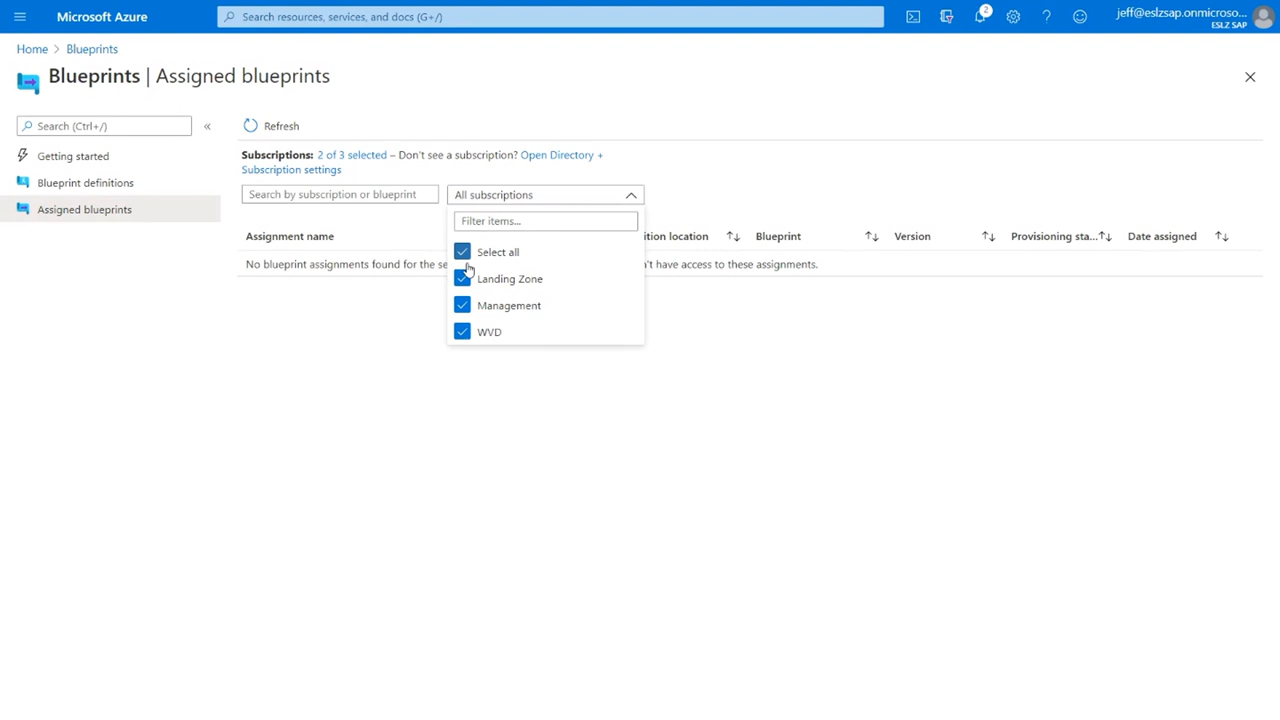 Microsoft Azure
Search resources, services, and docs (G+/)
2
jeff@eslzsap.onmicroso...
ESLZ SAP
Home > Blueprints
Blueprints | Assigned blueprints
Search (Ctrl+/)
«
Refresh
Getting started
Blueprint definitions
Assigned blueprints
Subscriptions: 2 of 3 selected – Don't see a subscription? Open Directory +
Subscription settings
Search by subscription or blueprint
All subscriptions
Filter items...
Select all
Landing Zone
Management
WVD
Assignment name
ition location
Blueprint
Version
Provisioning sta...
Date assigned
No blueprint assignments found for the se
't have access to these assignments.